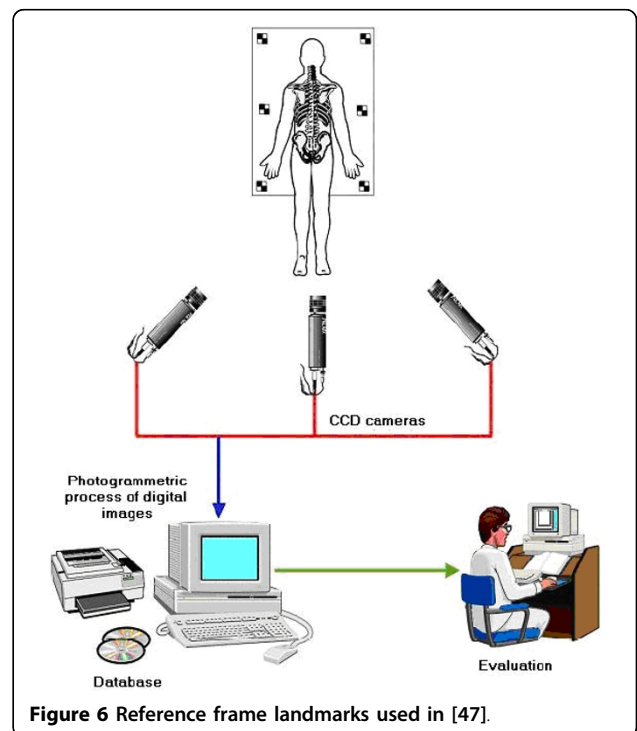 CCD cameras
Photogrammetric
process of digital
images
Database
Evaluation
Figure 6 Reference frame landmarks used in [47].